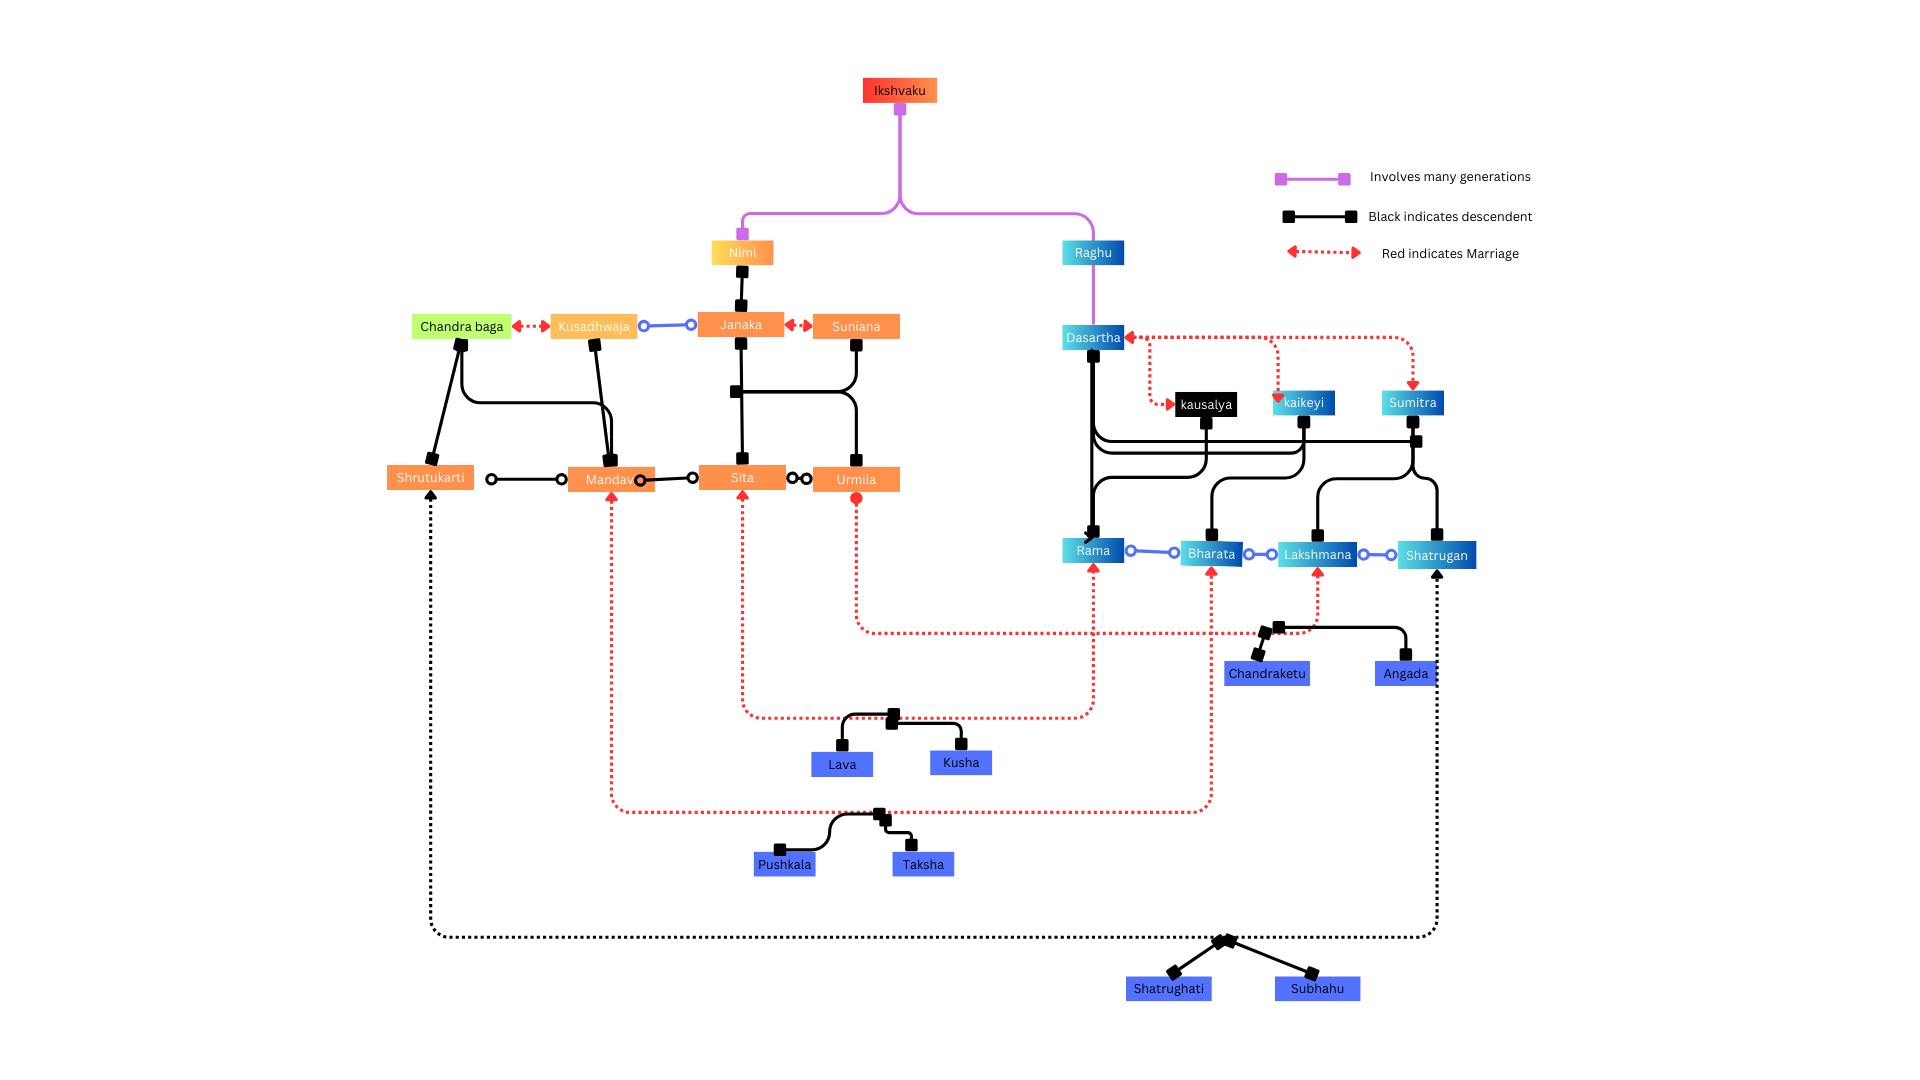 Ikshvaku
Involves many generations
Black indicates descendent
Red indicates Marriage
Nimi
Raghu
Chandra baga
Kusadhwaja
Janaka
Suniana
Dasartha
kausalya
kaikeyi
Sumitra
Shrutukarti
Mandav
Sita
Urmila
Rama
Bharata
Lakshmana
Shatrugan
Chandraketu
Angada
Lava
Kusha
Pushkala
Taksha
Shatrughati
Subhahu